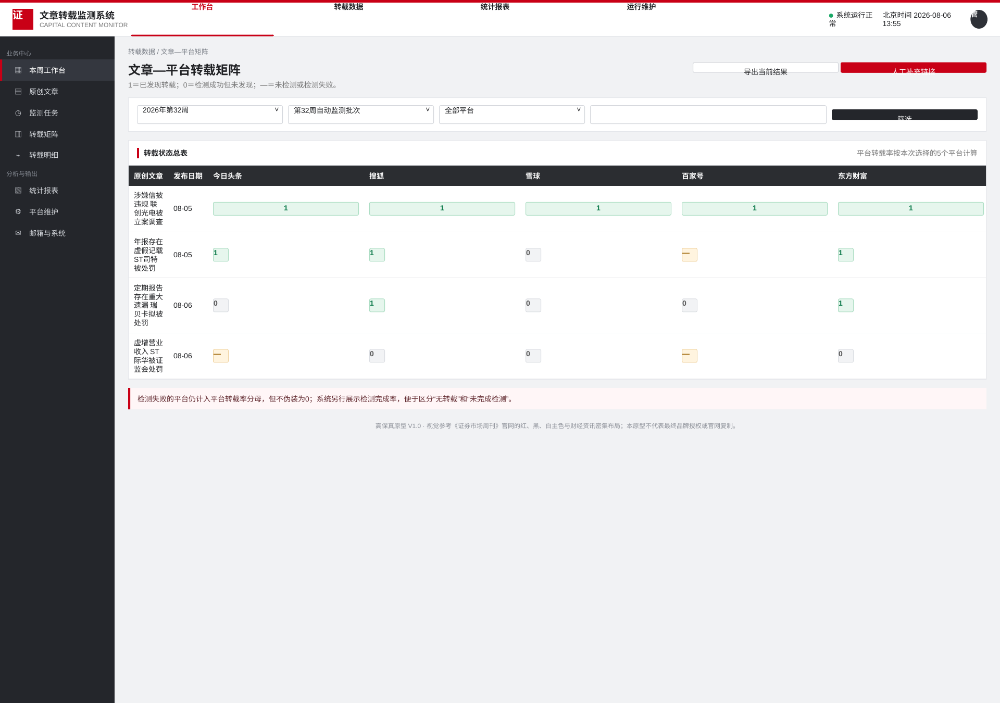 证
文章转载监测系统
CAPITAL CONTENT MONITOR
工作台
转载数据
统计报表
运行维护
系统运行正
常
北京时间 2026-08-06
13:55
管
业务中心
本周工作台
原创文章
监测任务
转载矩阵
转载明细
分析与输出
统计报表
平台维护
邮箱与系统
转载数据 / 文章—平台矩阵
文章—平台转载矩阵
1＝已发现转载；0＝检测成功但未发现；—＝未检测或检测失败。
导出当前结果
人工补充链接
2026年第32周
第32周自动监测批次
全部平台
筛选
转载状态总表
平台转载率按本次选择的5个平台计算
原创文章 发布日期 今日头条 搜狐 雪球 百家号 东方财富
涉嫌信披
违规 联
创光电被
立案调查
08-05 1 1 1 1 1
年报存在
虚假记载
ST司特
被处罚
08-05 1 1 0 — 1
定期报告
存在重大
遗漏 瑞
贝卡拟被
处罚
08-06 0 1 0 0 1
虚增营业
收入 ST
际华被证
监会处罚
08-06 — 0 0 — 0
检测失败的平台仍计入平台转载率分母，但不伪装为0；系统另行展示检测完成率，便于区分“无转载”和“未完成检测”。
高保真原型 V1.0 · 视觉参考《证券市场周刊》官网的红、黑、白主色与财经资讯密集布局；本原型不代表最终品牌授权或官网复制。